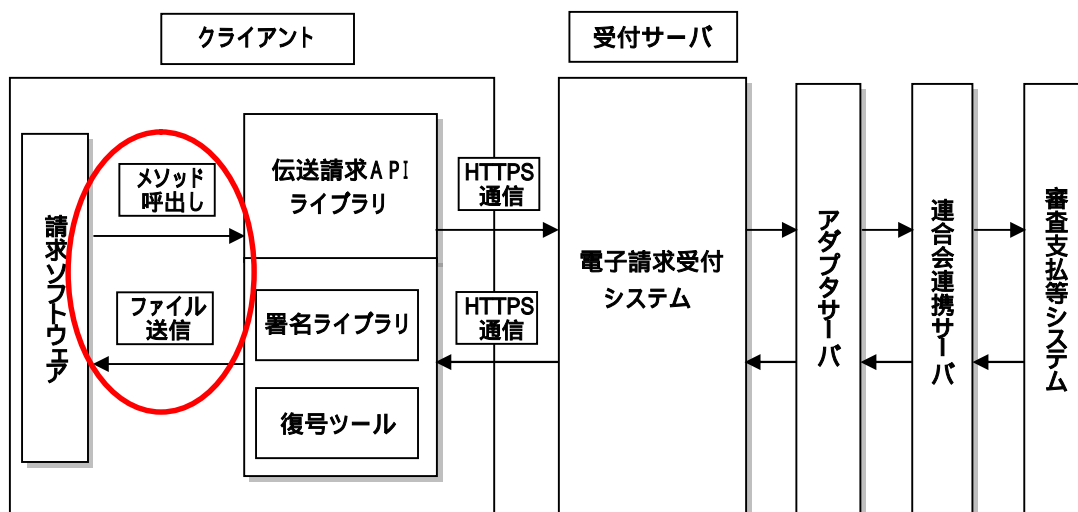 クライアント
受付サーバ
請求ソフトウェア
メソッド
呼出し
ファイル
送信
伝送請求API
ライブラリ
署名ライブラリ
復号ツール
HTTPS
通信
HTTPS
通信
電子請求受付
システム
アダプタサーバ
連合会連携サーバ
審査支払等システム